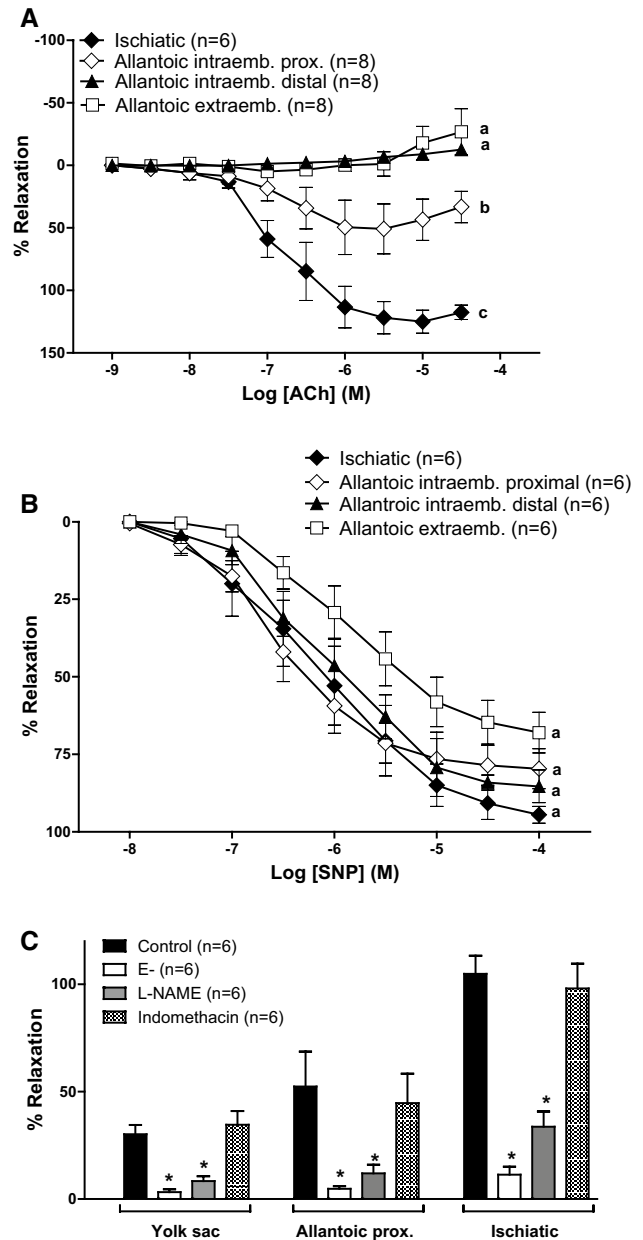 A
Ischiatic (n=6)
Allantoic intraemb. prox. (n=8)
Allantoic intraemb. distal (n=8)
Allantoic extraemb. (n=8)
-100
-50
0
50
100
150
% Relaxation
a
a
b
c
-9
-8
-7
-6
-5
-4
Log [ACh] (M)
B
Ischiatic (n=6)
Allantoic intraemb. proximal (n=6)
Allantroic intraemb. distal (n=6)
Allantoic extraemb. (n=6)
0
25
50
75
100
% Relaxation
a
a
a
a
-8
-7
-6
-5
-4
Log [SNP] (M)
C
Control (n=6)
E- (n=6)
L-NAME (n=6)
Indomethacin (n=6)
100
50
0
% Relaxation
* *
* *
* *
Yolk sac
Allantoic prox.
Ischiatic